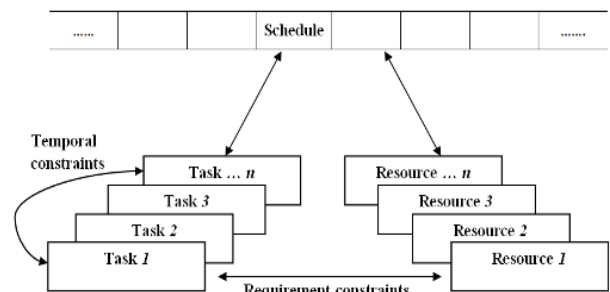 ...... Schedule .......
Temporal
constraints
Task ... n
Resource ... n
Task 3
Resource 3
Task 2
Resource 2
Task 1
Resource 1
Requirement constraints